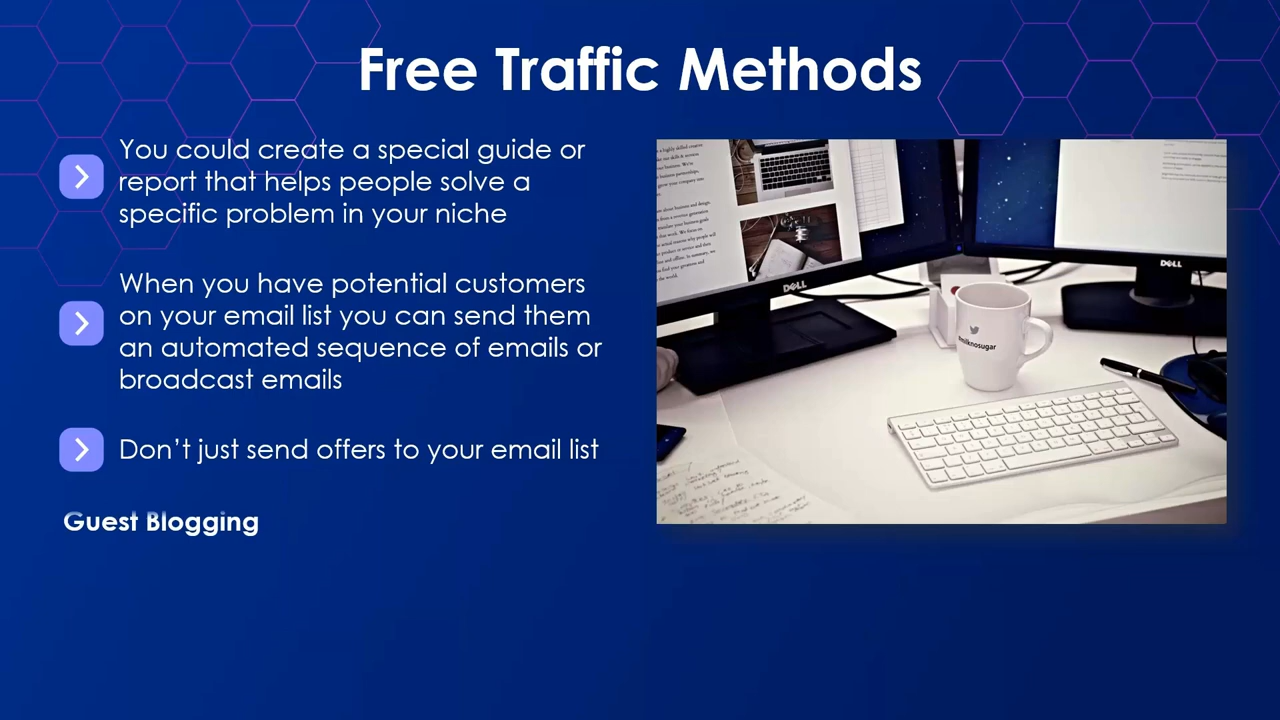 Free Traffic Methods
You could create a special guide or
report that helps people solve a
specific problem in your niche
When you have potential customers
on your email list you can send them
an automated sequence of emails or
broadcast emails
Don’t just send offers to your email list
Guest Blogging
DELL
DELL